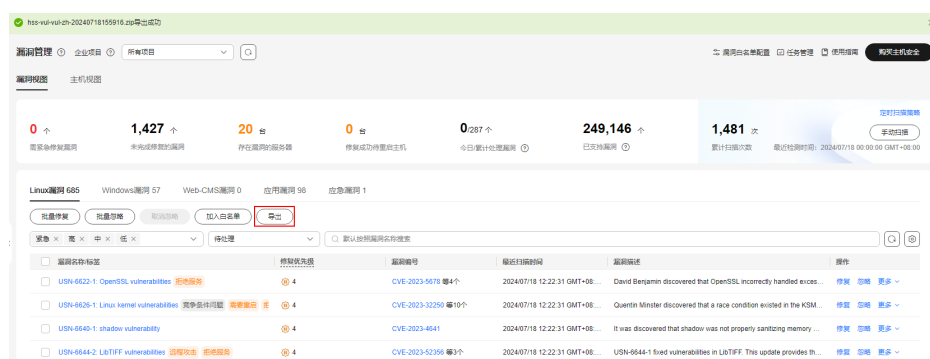 hss-vul-vul-zh-20240718155916.zip导出成功
漏洞管理 企业项目 所有项目 漏洞白名单配置 任务管理 使用指南 购买主机安全
漏洞视图 主机视图
定时扫描策略
0 个 1,427 个 20 台 0 台 0/287 个 249,146 个 1,481 次 手动扫描
需紧急修复漏洞 未完成修复的漏洞 存在漏洞的服务器 修复成功待重启主机 今日/累计处理漏洞 已支持漏洞 累计扫描次数 最近检测时间：2024/07/18 00:00:00 GMT+08:00
Linux漏洞 685 Windows漏洞 57 Web-CMS漏洞 0 应用漏洞 98 应急漏洞 1
批量修复 批量忽略 取消忽略 加入白名单 导出
紧急 × 高 × 中 × 低 × 待处理 默认按照漏洞名称搜索
漏洞名称/标签 修复优先级 漏洞编号 最近扫描时间 漏洞描述 操作
USN-6622-1: OpenSSL vulnerabilities 拒绝服务 4 CVE-2023-5678 等4个 2024/07/18 12:22:31 GMT+08:... David Benjamin discovered that OpenSSL incorrectly handled exces... 修复 忽略 更多
USN-6626-1: Linux kernel vulnerabilities 竞争条件问题 需要重启 4 CVE-2023-32250 等10个 2024/07/18 12:22:31 GMT+08:... Quentin Minster discovered that a race condition existed in the KSM... 修复 忽略 更多
USN-6640-1: shadow vulnerability 4 CVE-2023-4641 2024/07/18 12:22:31 GMT+08:... It was discovered that shadow was not properly sanitizing memory ... 修复 忽略 更多
USN-6644-2: LibTIFF vulnerabilities 远程攻击 拒绝服务 4 CVE-2023-52356 等3个 2024/07/18 12:22:31 GMT+08:... USN-6644-1 fixed vulnerabilities in LibTIFF. This update provides th... 修复 忽略 更多